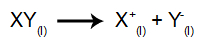 XY(l) ⟶ X⁺(l) + Y⁻(l)